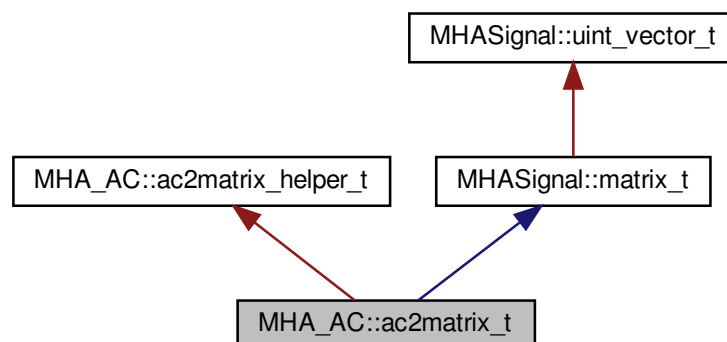 MHASignal::uint_vector_t
MHA_AC::ac2matrix_helper_t
MHASignal::matrix_t
MHA_AC::ac2matrix_t